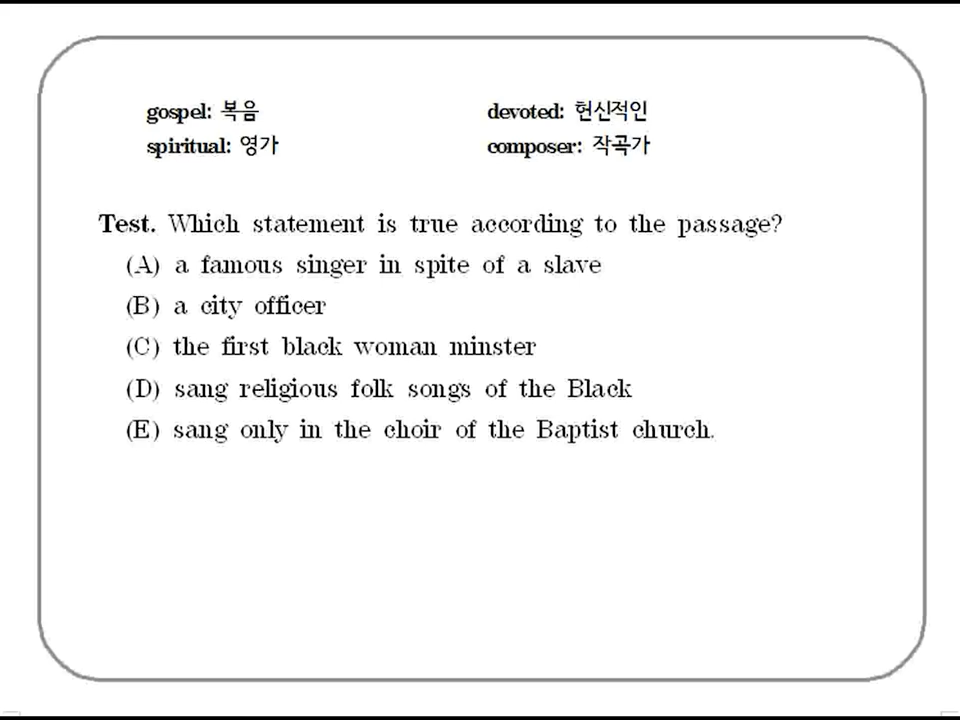 gospel: 복음 devoted: 헌신적인
spiritual: 영가 composer: 작곡가
Test. Which statement is true according to the passage?
(A) a famous singer in spite of a slave
(B) a city officer
(C) the first black woman minster
(D) sang religious folk songs of the Black
(E) sang only in the choir of the Baptist church.